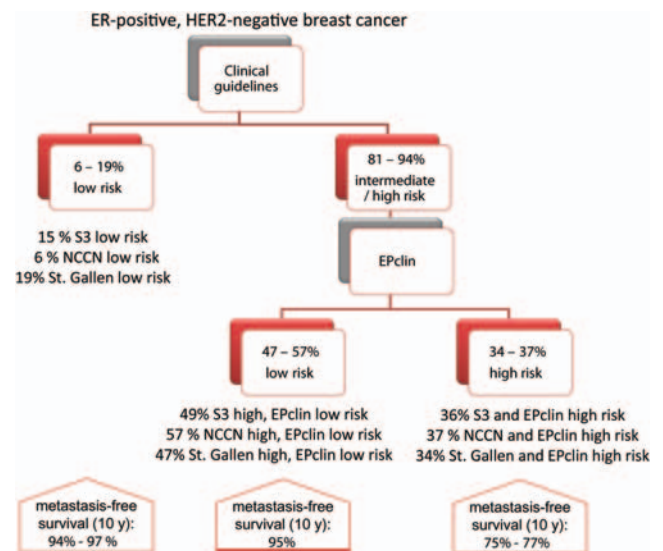 ER-positive, HER2-negative breast cancer
Clinical
guidelines
6 – 19%
low risk
81 – 94%
intermediate
/ high risk
15 % S3 low risk
6 % NCCN low risk
19% St. Gallen low risk
EPclin
47 – 57%
low risk
34 – 37%
high risk
49% S3 high, EPclin low risk
57 % NCCN high, EPclin low risk
47% St. Gallen high, EPclin low risk
36% S3 and EPclin high risk
37 % NCCN and EPclin high risk
34% St. Gallen and EPclin high risk
metastasis-free
survival (10 y):
94% - 97 %
metastasis-free
survival (10 y):
95%
metastasis-free
survival (10 y):
75% - 77%